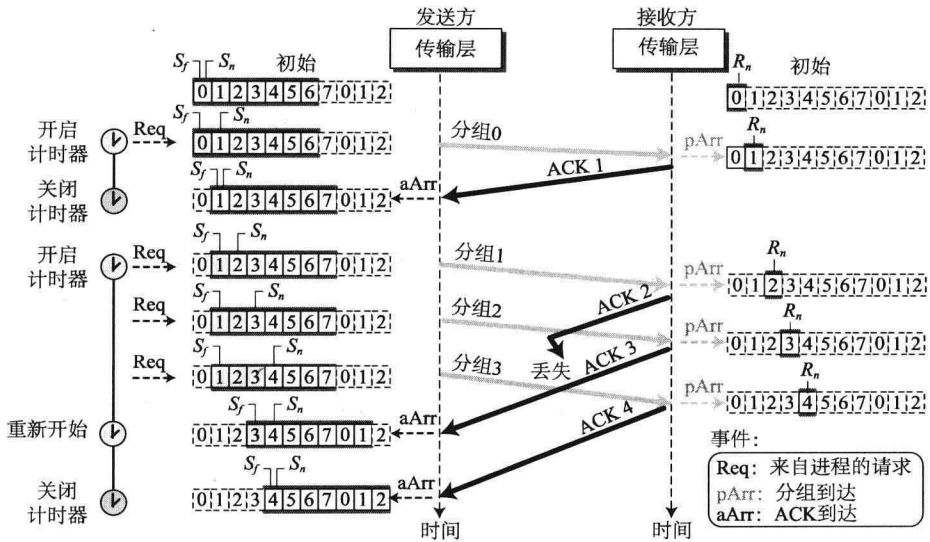 发送方
接收方
传输层
传输层
Sf Sn 初始
0 1 2 3 4 5 6 7 0 1 2
Rn 初始
0 1 2 3 4 5 6 7 0 1 2
开启
计时器
Req
Sf Sn
0 1 2 3 4 5 6 7 0 1 2
分组0
pArr
Rn
0 1 2 3 4 5 6 7 0 1 2
关闭
计时器
Sf Sn
0 1 2 3 4 5 6 7 0 1 2
aArr
ACK 1
开启
计时器
Req
Sf Sn
0 1 2 3 4 5 6 7 0 1 2
分组1
pArr
Rn
0 1 2 3 4 5 6 7 0 1 2
ACK 2
丢失
Req
Sf Sn
0 1 2 3 4 5 6 7 0 1 2
分组2
pArr
Rn
0 1 2 3 4 5 6 7 0 1 2
ACK 3
Req
Sf Sn
0 1 2 3 4 5 6 7 0 1 2
分组3
pArr
Rn
0 1 2 3 4 5 6 7 0 1 2
ACK 4
重新开始
Sf Sn
0 1 2 3 4 5 6 7 0 1 2
aArr
关闭
计时器
Sf Sn
0 1 2 3 4 5 6 7 0 1 2
aArr
时间
时间
事件：
Req：来自进程的请求
pArr：分组到达
aArr：ACK到达